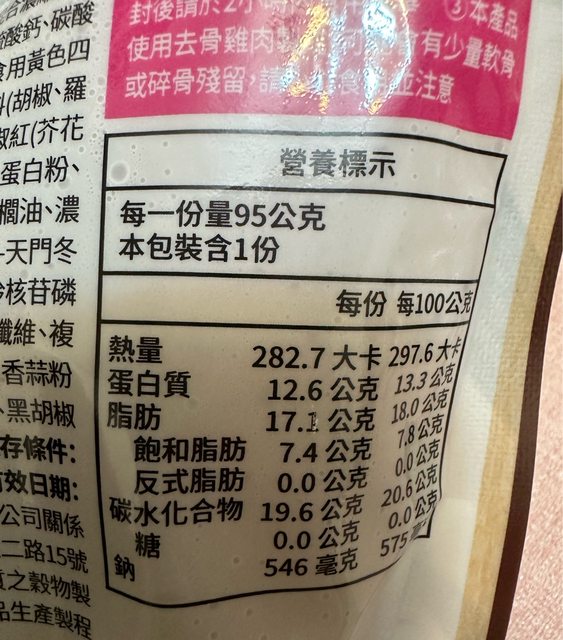 封後請於2小時
③本產品
使用去骨雞肉製
有少量軟骨
或碎骨殘留，請
並注意
酸鈣、碳酸
食用黃色四
(胡椒、羅
椒紅(芥花
蛋白粉、
櫚油、濃
天門冬
核苷磷
纖維、複
香蒜粉
、黑胡椒
存條件:
效日期:
公司關係
二路15號
之穀物製
品生產製程
營養標示
每一份量95公克
本包裝含1份
每份 每100公克
熱量 282.7 大卡 297.6 大卡
蛋白質 12.6 公克 13.3 公克
脂肪 17.1 公克 18.0 公克
飽和脂肪 7.4 公克 7.8 公克
反式脂肪 0.0 公克 0.0 公克
碳水化合物 19.6 公克 20.6 公克
糖 0.0 公克 0.0 公克
鈉 546 毫克 575